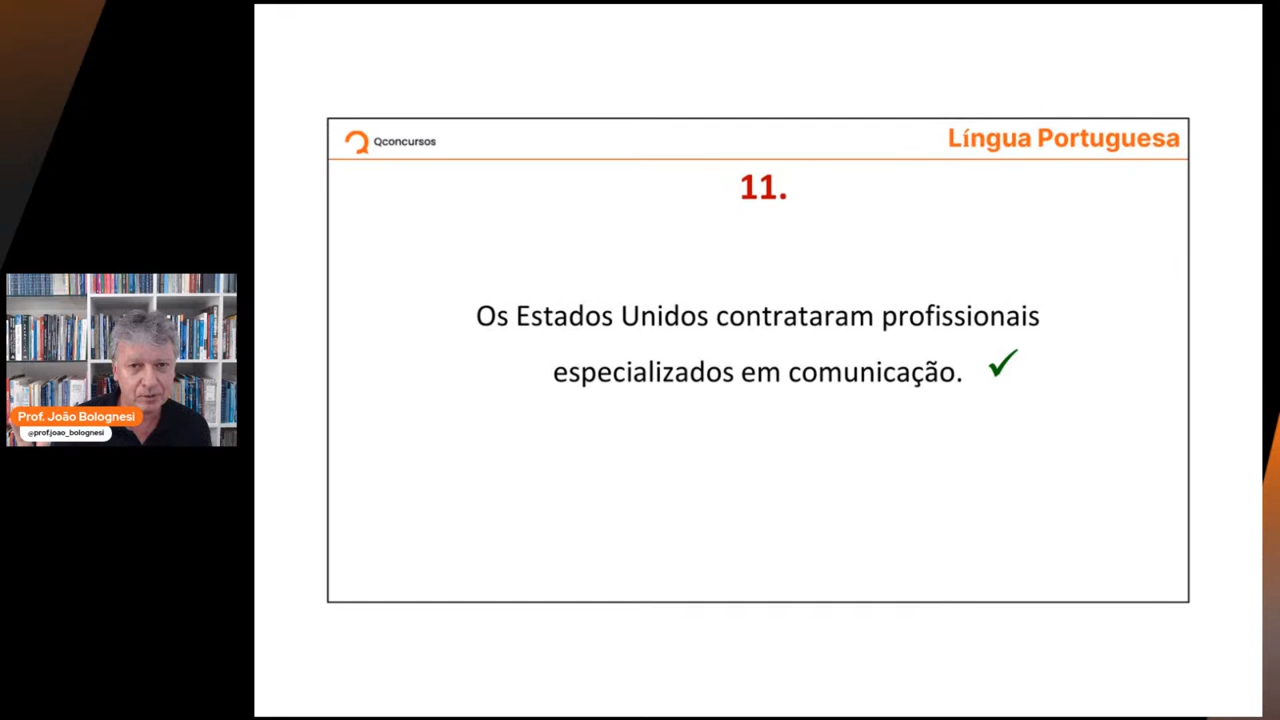 Qconcursos
Língua Portuguesa
11.
Os Estados Unidos contrataram profissionais
especializados em comunicação.
Prof. João Bolognesi
@prof.joao_bolognesi